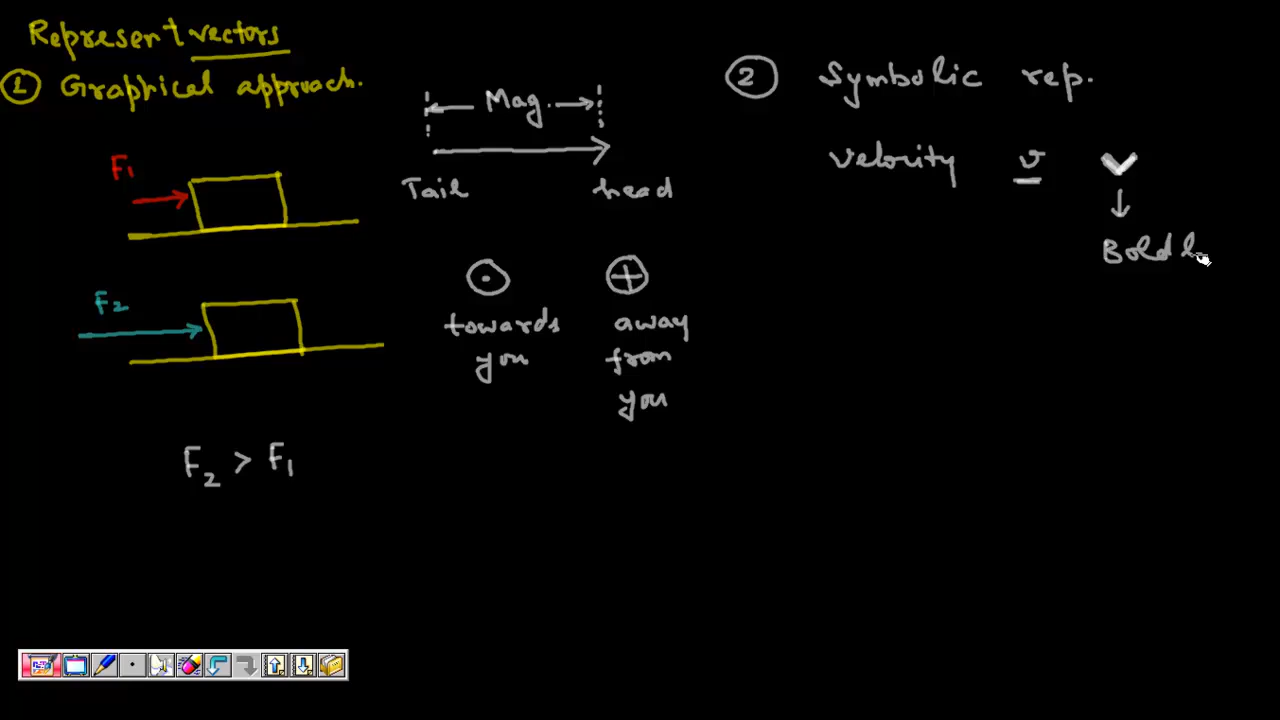 Represent vectors
① Graphical approach.
F1
Mag.
Tail head
F2
towards you
away from you
F2 > F1
② Symbolic rep.
velocity v v
Bold